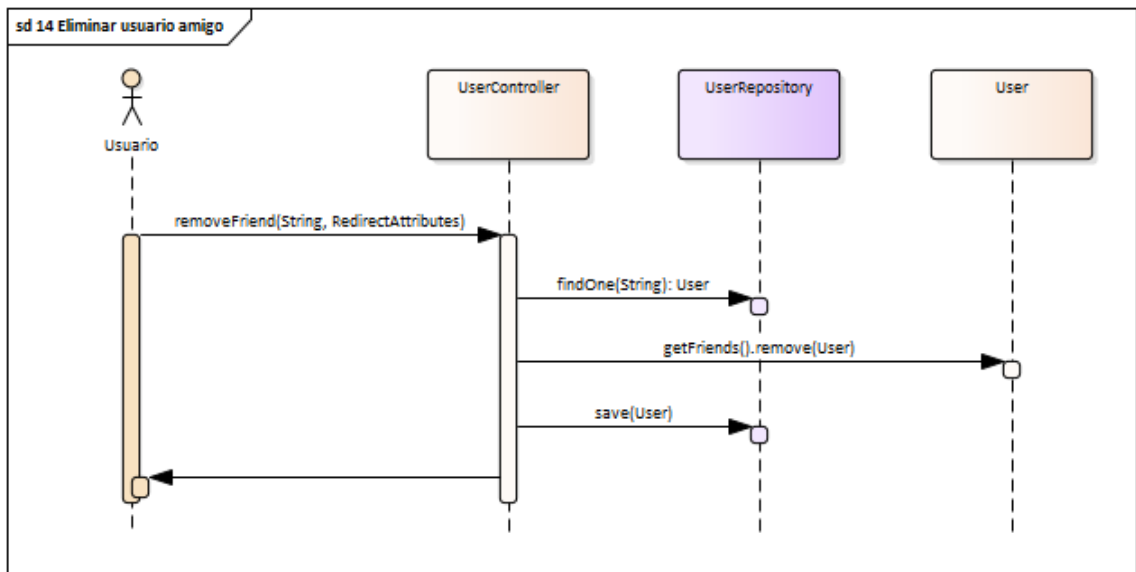 sd 14 Eliminar usuario amigo
Usuario
UserController
UserRepository
User
removeFriend(String, RedirectAttributes)
findOne(String): User
getFriends().remove(User)
save(User)